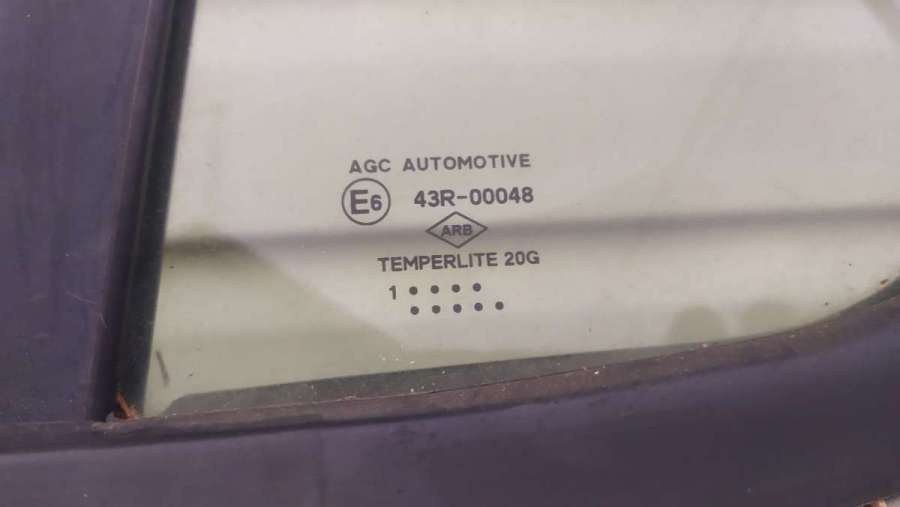 AGC AUTOMOTIVE
E6 43R-00048
ARB
TEMPERLITE 20G
1 • • • •
• • • • •